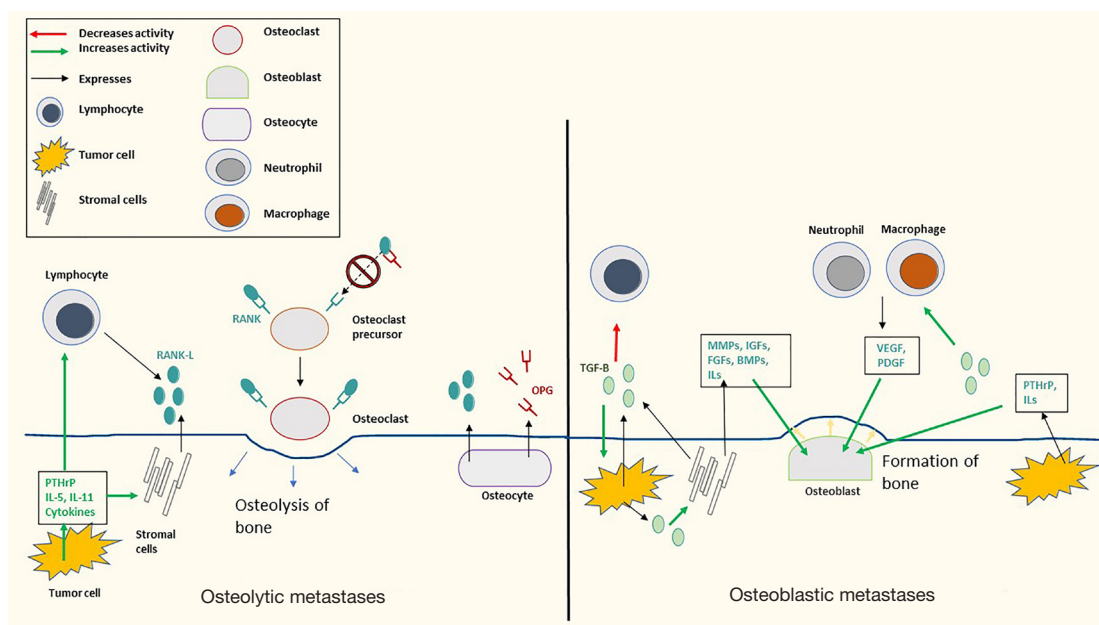 Decreases activity
Increases activity
Expresses
Lymphocyte
Tumor cell
Stromal cells
Osteoclast
Osteoblast
Osteocyte
Neutrophil
Macrophage
Lymphocyte
RANK-L
RANK
Osteoclast
precursor
Osteoclast
OPG
Osteocyte
PTHrP
IL-5, IL-11
Cytokines
Stromal
cells
Tumor cell
Osteolysis of
bone
Osteolytic metastases
Neutrophil
Macrophage
TGF-B
MMPs, IGFs,
FGFs, BMPs,
ILs
VEGF,
PDGF
PTHrP,
ILs
Osteoblast
Formation of
bone
Osteoblastic metastases